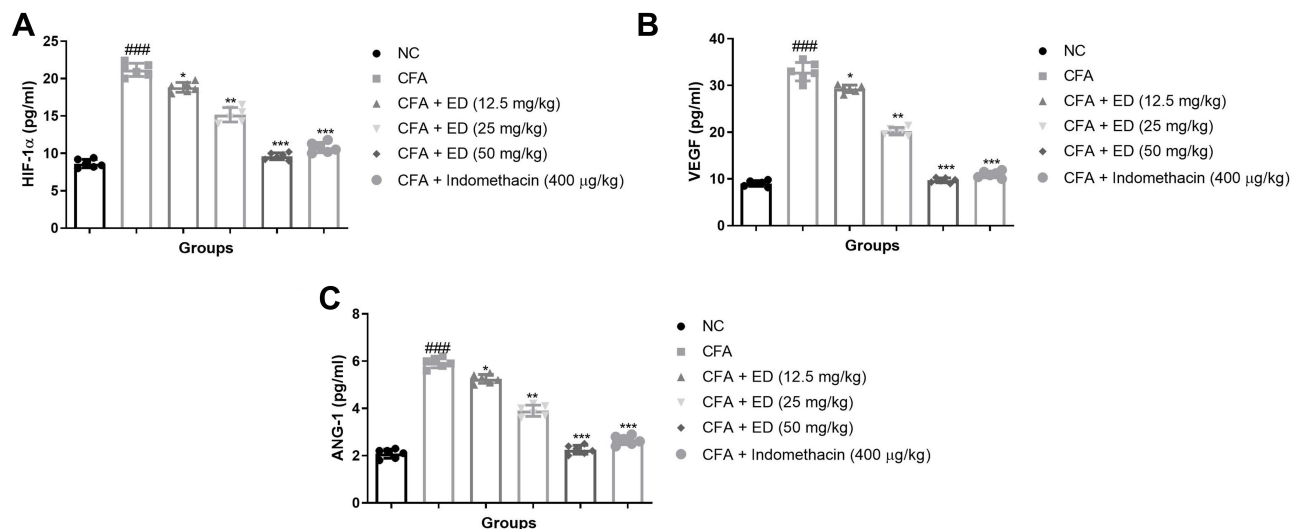 A
HIF-1α (pg/ml)
25
20
15
10
5
0
###
*
**
***
***
Groups
NC
CFA
CFA + ED (12.5 mg/kg)
CFA + ED (25 mg/kg)
CFA + ED (50 mg/kg)
CFA + Indomethacin (400 μg/kg)
B
VEGF (pg/ml)
40
30
20
10
0
###
*
**
***
***
Groups
NC
CFA
CFA + ED (12.5 mg/kg)
CFA + ED (25 mg/kg)
CFA + ED (50 mg/kg)
CFA + Indomethacin (400 μg/kg)
C
ANG-1 (pg/ml)
8
6
4
2
0
###
*
**
***
***
Groups
NC
CFA
CFA + ED (12.5 mg/kg)
CFA + ED (25 mg/kg)
CFA + ED (50 mg/kg)
CFA + Indomethacin (400 μg/kg)